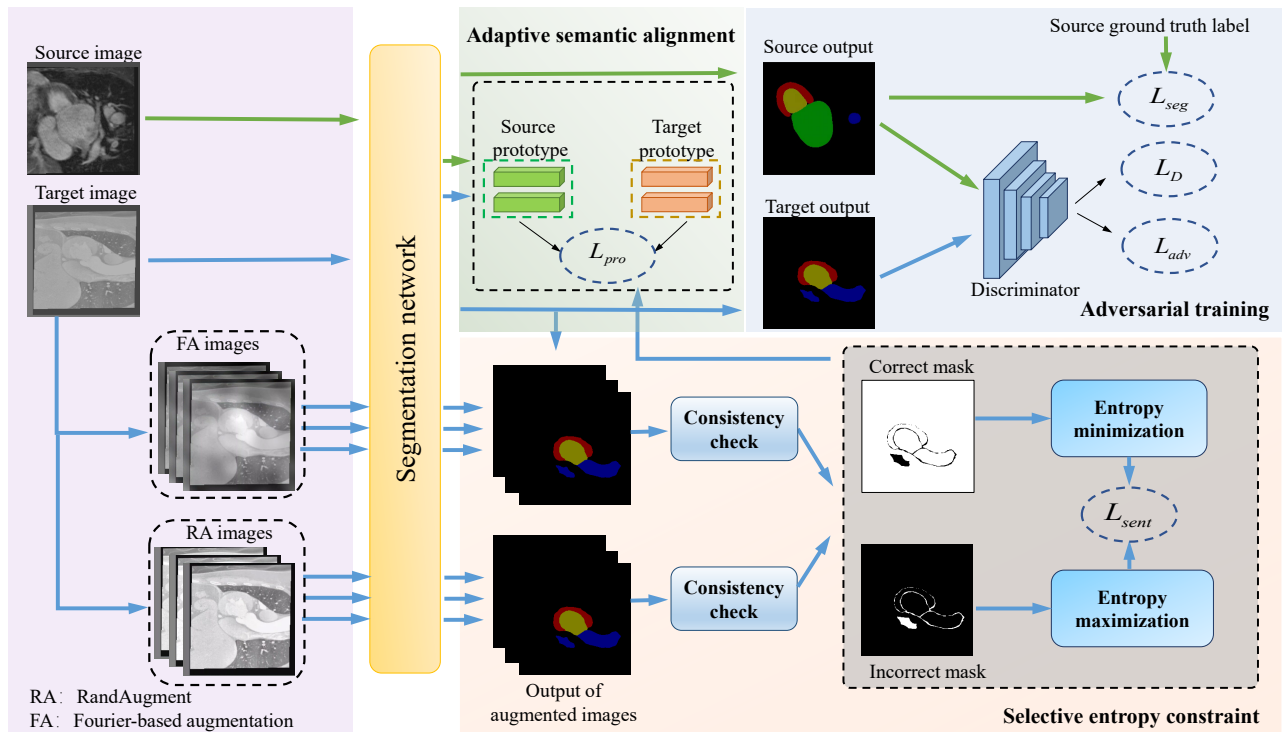 Source image
Target image
FA images
RA images
RA: RandAugment
FA: Fourier-based augmentation
Segmentation network
Adaptive semantic alignment
Source
prototype
Target
prototype
L_pro
Source output
Target output
Source ground truth label
L_seg
L_D
L_adv
Discriminator
Adversarial training
Consistency
check
Consistency
check
Output of
augmented images
Correct mask
Incorrect mask
Entropy
minimization
L_sent
Entropy
maximization
Selective entropy constraint